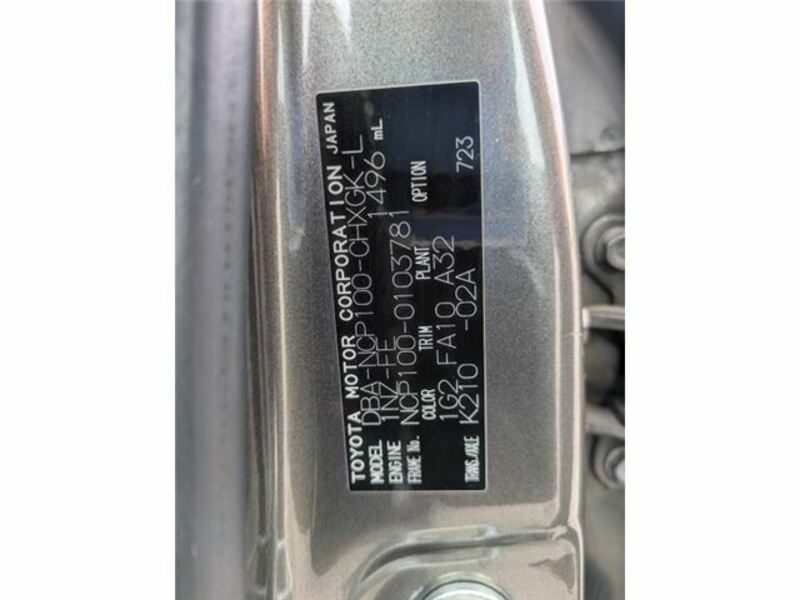 TOYOTA MOTOR CORPORATION JAPAN
MODEL DBA-NCP100-CHXGK-L
ENGINE 1NZ-FE 1496 mL
FRAME No. NCP100-0103781
COLOR TRIM PLANT OPTION
1G2 FA10 A32
TRANS./AXLE K210 -02A 723